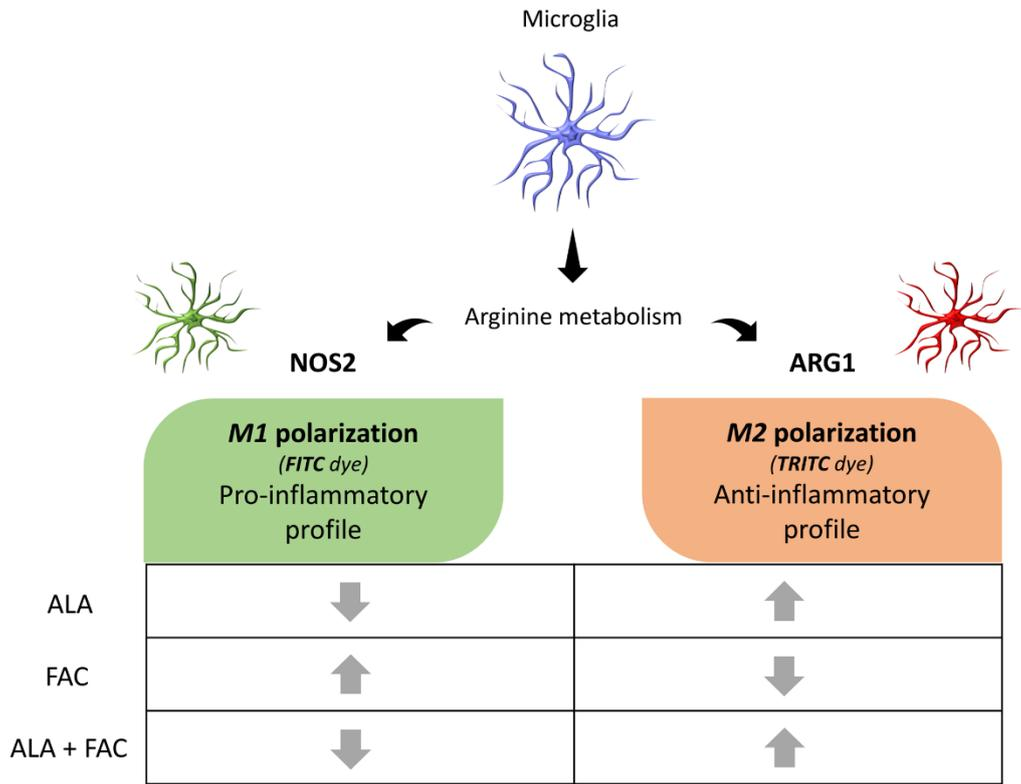 Microglia
Arginine metabolism
NOS2
ARG1
M1 polarization
(FITC dye)
Pro-inflammatory
profile
M2 polarization
(TRITC dye)
Anti-inflammatory
profile
ALA
FAC
ALA + FAC